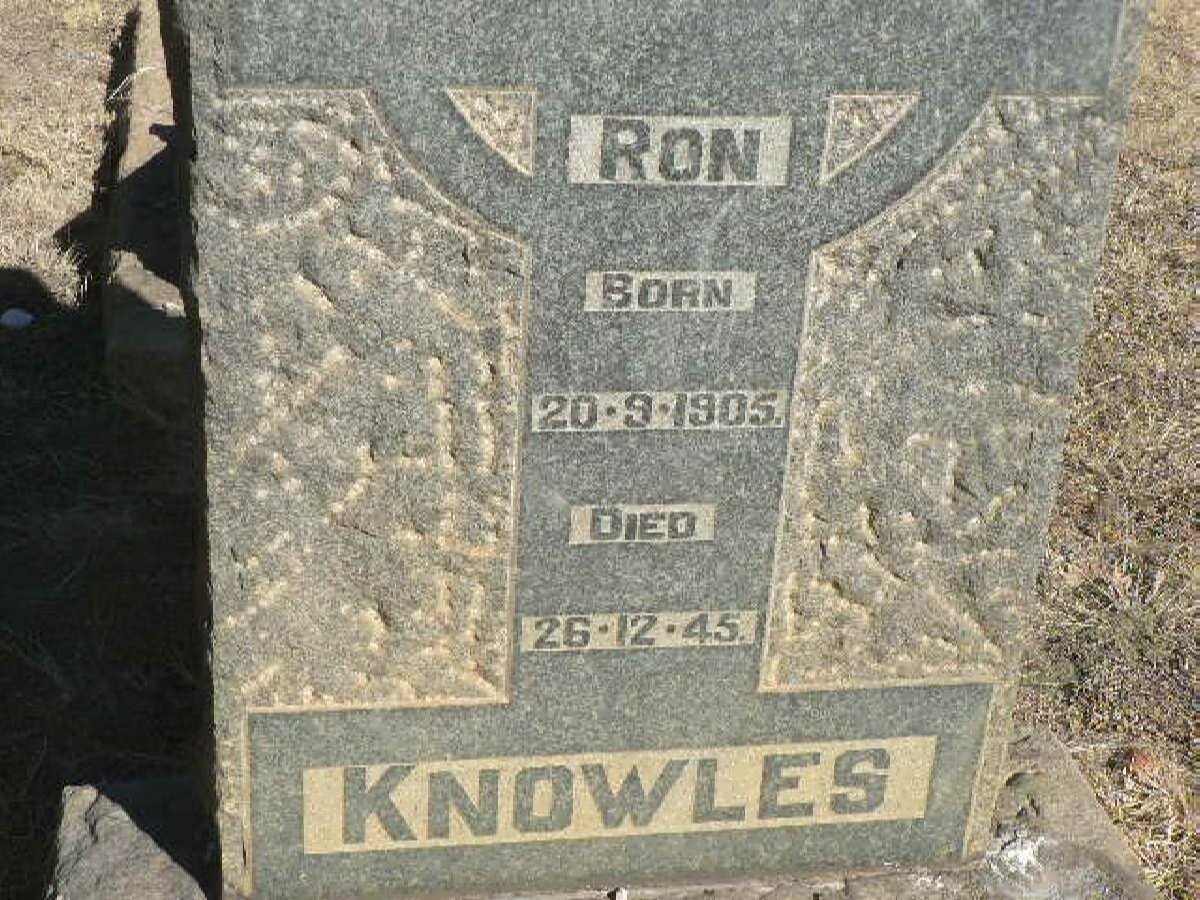 RON
BORN
20·9·1905.
DIED
26·12·45.
KNOWLES